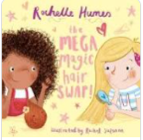 Rochelle Humes
the
MEGA
magic
hair
SWAP!
illustrated by Rachel Suzanne